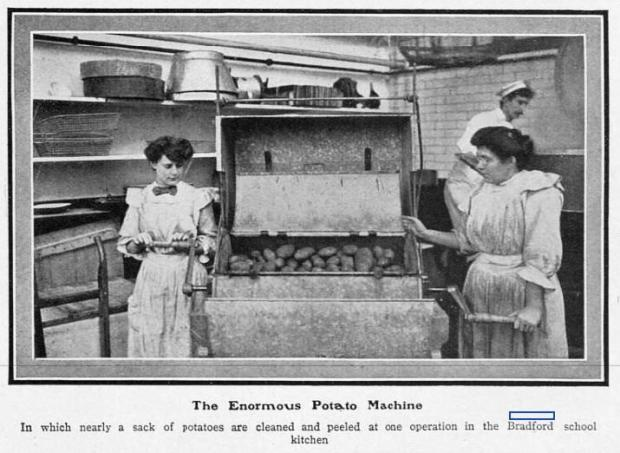 The Enormous Potato Machine
In which nearly a sack of potatoes are cleaned and peeled at one operation in the Bradford school
kitchen